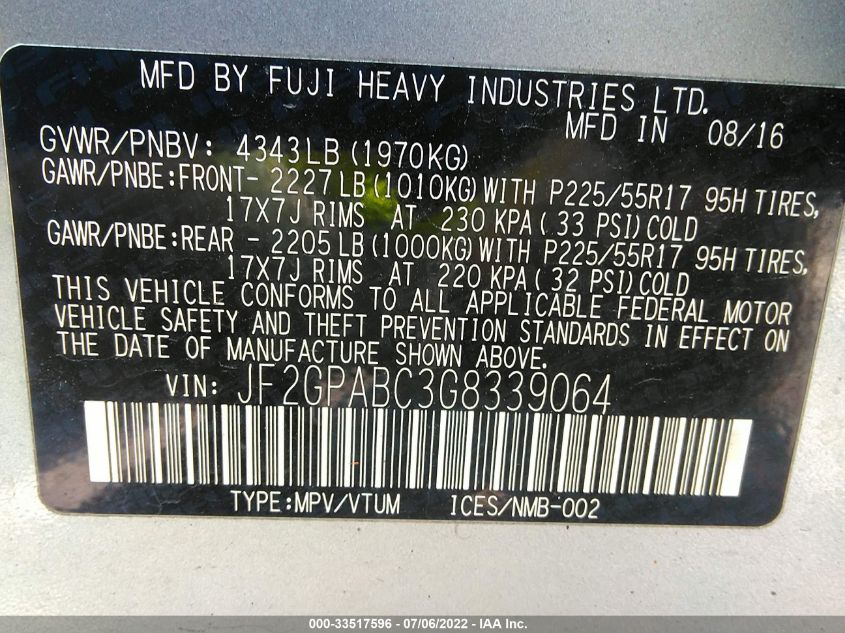 MFD BY FUJI HEAVY INDUSTRIES LTD.
MFD IN 08/16
GVWR/PNBV: 4343LB (1970KG)
GAWR/PNBE:FRONT- 2227LB(1010KG)WITH P225/55R17 95H TIRES,
17X7J RIMS AT 230 KPA( 33 PSI)COLD
GAWR/PNBE:REAR - 2205LB(1000KG)WITH P225/55R17 95H TIRES,
17X7J RIMS AT 220 KPA( 32 PSI)COLD
THIS VEHICLE CONFORMS TO ALL APPLICABLE FEDERAL MOTOR
VEHICLE SAFETY AND THEFT PREVENTION STANDARDS IN EFFECT ON
THE DATE OF MANUFACTURE SHOWN ABOVE.
VIN: JF2GPABC3G8339064
TYPE:MPV/VTUM ICES/NMB-002
000-33517596 - 07/06/2022 - IAA Inc.